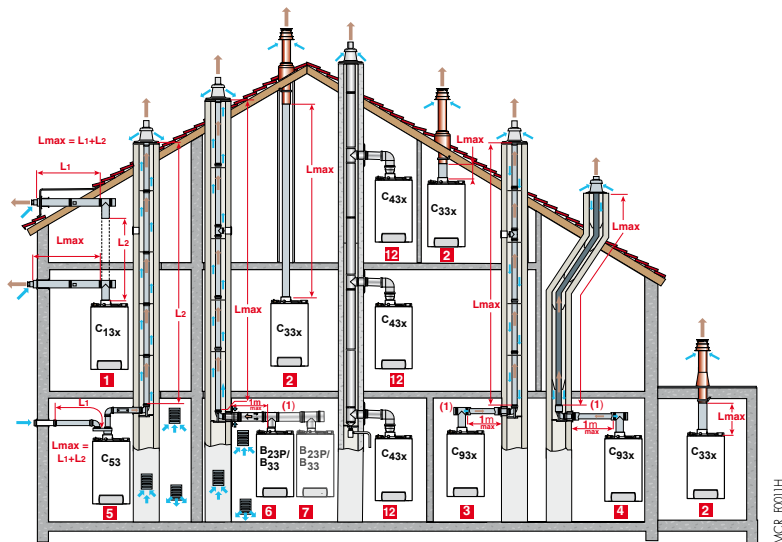 Lmax = L1+L2
L1
Lmax
L2
C13x
1
L1
Lmax =
L1+L2
C53
5
L2
Lmax
1m
max
(1)
B23P/
B33
6
B23P/
B33
7
Lmax
C33x
2
C43x
12
C43x
12
C43x
12
Lmax
C33x
2
Lmax
(1)
1m
max
C93x
3
Lmax
(1)
1m
max
C93x
4
Lmax
C33x
2